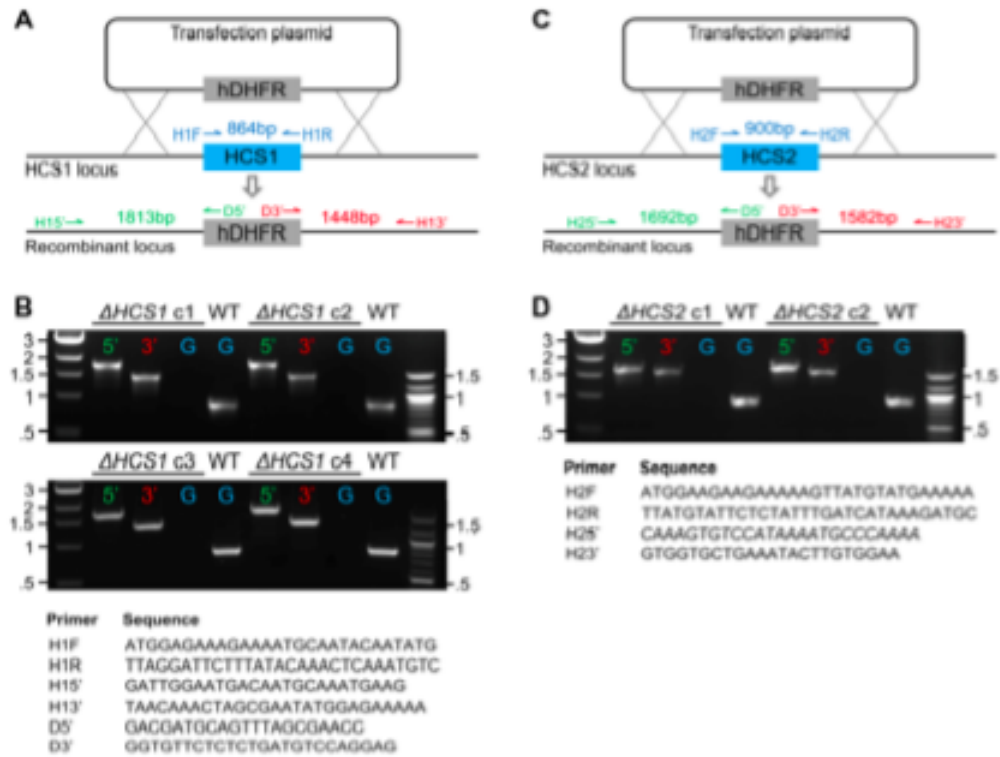 A
Transfection plasmid
hDHFR
H1F 864bp H1R
HCS1
HCS1 locus
H15' 1813bp D5' D3' 1448bp H13'
hDHFR
Recombinant locus
B
ΔHCS1 c1 WT ΔHCS1 c2 WT
5' 3' G G 5' 3' G G
3
2
1.5
1
.5
1.5
1
.5
ΔHCS1 c3 WT ΔHCS1 c4 WT
5' 3' G G 5' 3' G G
3
2
1.5
1
.5
1.5
1
.5
Primer Sequence
H1F ATGGAGAAAGAAAATGCAATACAATATG
H1R TTAGGATTCTTTATACAAACTCAAATGTC
H15' GATTGGAATGACAATGCAAATGAAG
H13' TAACAAACTAGCGAATATGGAGAAAAA
D5' GACGATGCAGTTTAGCGAACC
D3' GGTGTTCTCTCTGATGTCCAGGAG
C
Transfection plasmid
hDHFR
H2F 900bp H2R
HCS2
HCS2 locus
H25' 1692bp D5' D3' 1582bp H23'
hDHFR
Recombinant locus
D
ΔHCS2 c1 WT ΔHCS2 c2 WT
5' 3' G G 5' 3' G G
3
2
1.5
1
.5
1.5
1
.5
Primer Sequence
H2F ATGGAAGAAGAAAAAGTTATGTATGAAAAA
H2R TTATGTATTCTCTATTTGATCATAAAGATGC
H25' CAAAGTGTCCATAAAATGCCCAAAA
H23' GTGGTGCTGAAATACTTGTGGAA